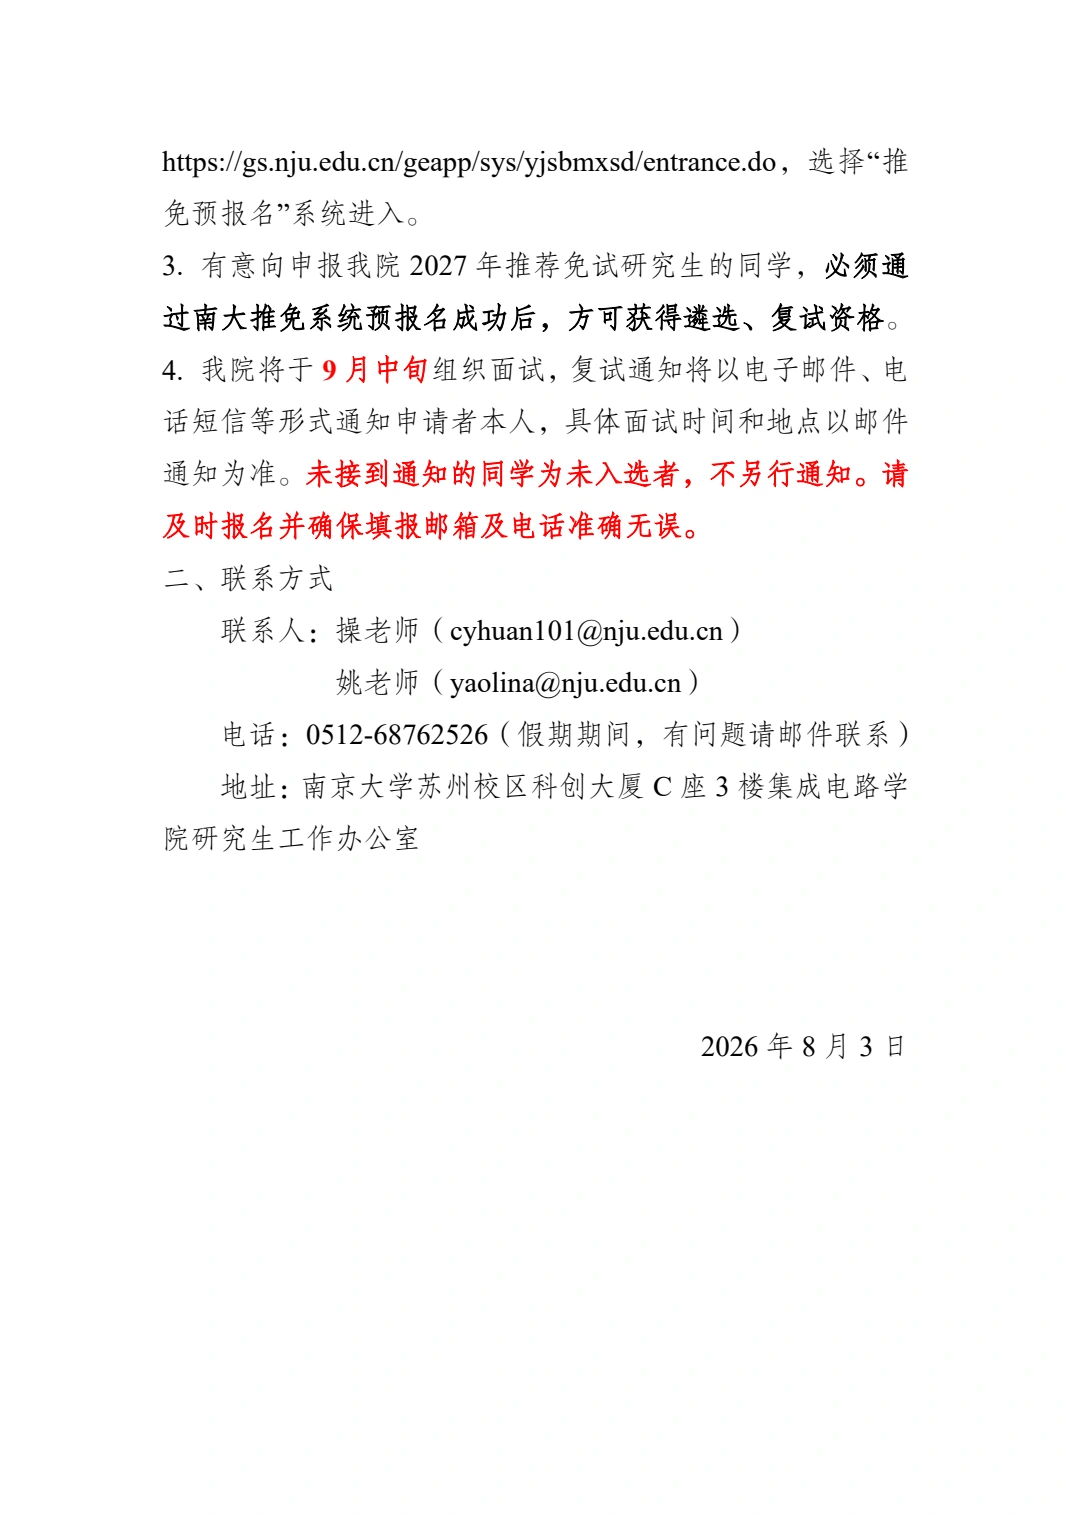 https://gs.nju.edu.cn/geapp/sys/yjsbmxsd/entrance.do，选择“推
免预报名”系统进入。
3. 有意向申报我院 2027 年推荐免试研究生的同学，必须通
过南大推免系统预报名成功后，方可获得遴选、复试资格。
4. 我院将于 9 月中旬组织面试，复试通知将以电子邮件、电
话短信等形式通知申请者本人，具体面试时间和地点以邮件
通知为准。未接到通知的同学为未入选者，不另行通知。请
及时报名并确保填报邮箱及电话准确无误。
二、联系方式
联系人：操老师（cyhuan101@nju.edu.cn）
姚老师（yaolina@nju.edu.cn）
电话：0512-68762526（假期期间，有问题请邮件联系）
地址：南京大学苏州校区科创大厦 C 座 3 楼集成电路学
院研究生工作办公室
2026 年 8 月 3 日